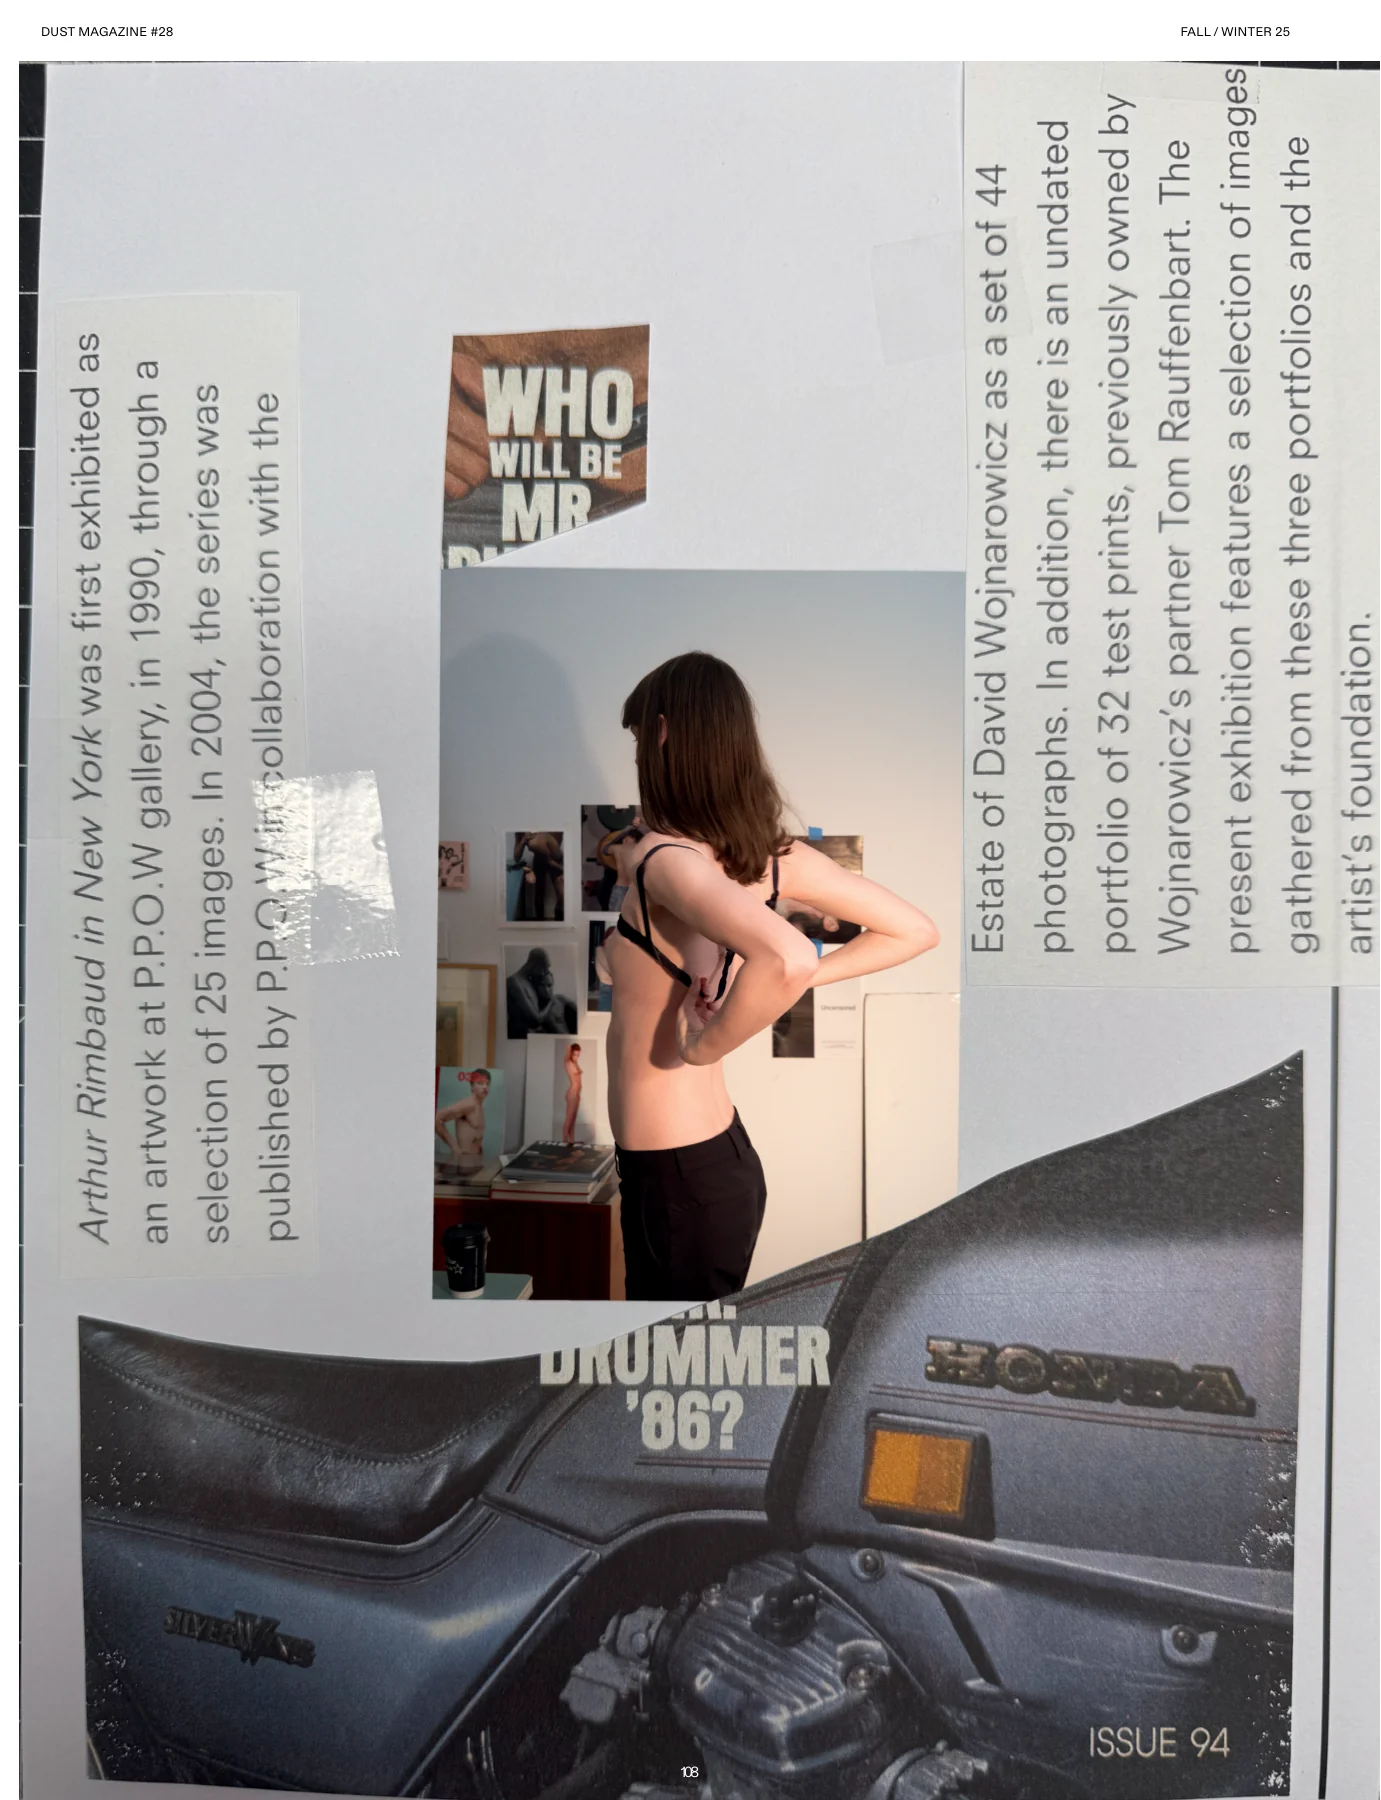 DUST MAGAZINE #28
FALL / WINTER 25
Arthur Rimbaud in New York was first exhibited as
an artwork at P.P.O.W gallery, in 1990, through a
selection of 25 images. In 2004, the series was
published by P.P.O.W in collaboration with the
WHO
WILL BE
MR
Estate of David Wojnarowicz as a set of 44
photographs. In addition, there is an undated
portfolio of 32 test prints, previously owned by
Wojnarowicz's partner Tom Rauffenbart. The
present exhibition features a selection of images
gathered from these three portfolios and the
artist's foundation.
Uncensored
DRUMMER
'86?
HONDA
SILVERWING
ISSUE 94
108